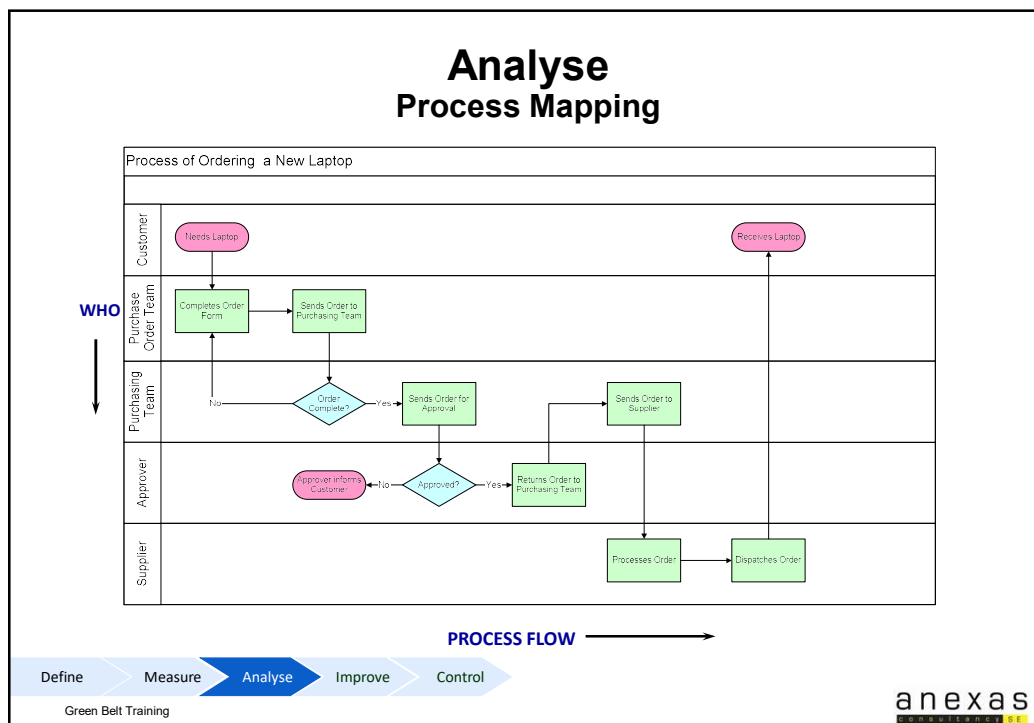 Analyse
Process Mapping
Process of Ordering a New Laptop
Customer
Needs Laptop
Receives Laptop
WHO
Purchase
Order Team
Completes Order
Form
Sends Order to
Purchasing Team
Purchasing
Team
No
Order
Complete?
Yes
Sends Order for
Approval
Sends Order to
Supplier
Approver
Approver informs
Customer
No
Approved?
Yes
Returns Order to
Purchasing Team
Supplier
Processes Order
Dispatches Order
PROCESS FLOW
Define
Measure
Analyse
Improve
Control
Green Belt Training
anexas
consultancy SE